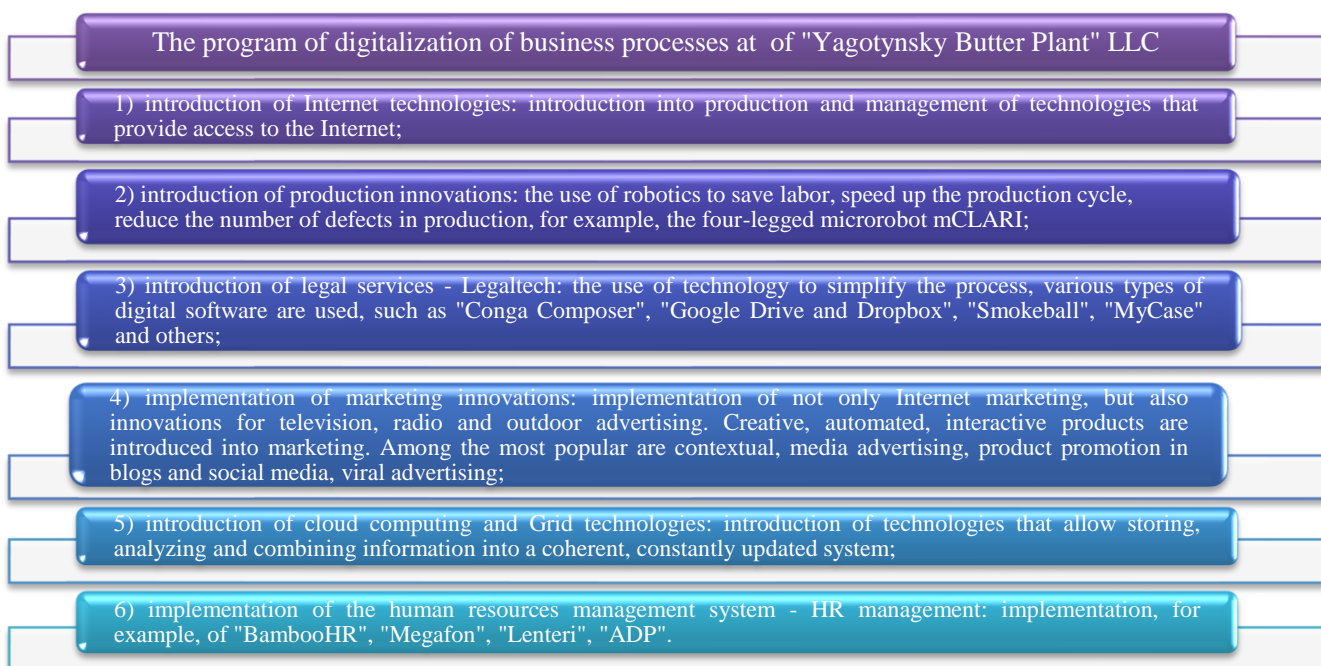 The program of digitalization of business processes at of "Yagotynsky Butter Plant" LLC
1) introduction of Internet technologies: introduction into production and management of technologies that
provide access to the Internet;
2) introduction of production innovations: the use of robotics to save labor, speed up the production cycle,
reduce the number of defects in production, for example, the four-legged microrobot mCLARI;
3) introduction of legal services - Legaltech: the use of technology to simplify the process, various types of
digital software are used, such as "Conga Composer", "Google Drive and Dropbox", "Smokeball", "MyCase"
and others;
4) implementation of marketing innovations: implementation of not only Internet marketing, but also
innovations for television, radio and outdoor advertising. Creative, automated, interactive products are
introduced into marketing. Among the most popular are contextual, media advertising, product promotion in
blogs and social media, viral advertising;
5) introduction of cloud computing and Grid technologies: introduction of technologies that allow storing,
analyzing and combining information into a coherent, constantly updated system;
6) implementation of the human resources management system - HR management: implementation, for
example, of "BambooHR", "Megafon", "Lenteri", "ADP".